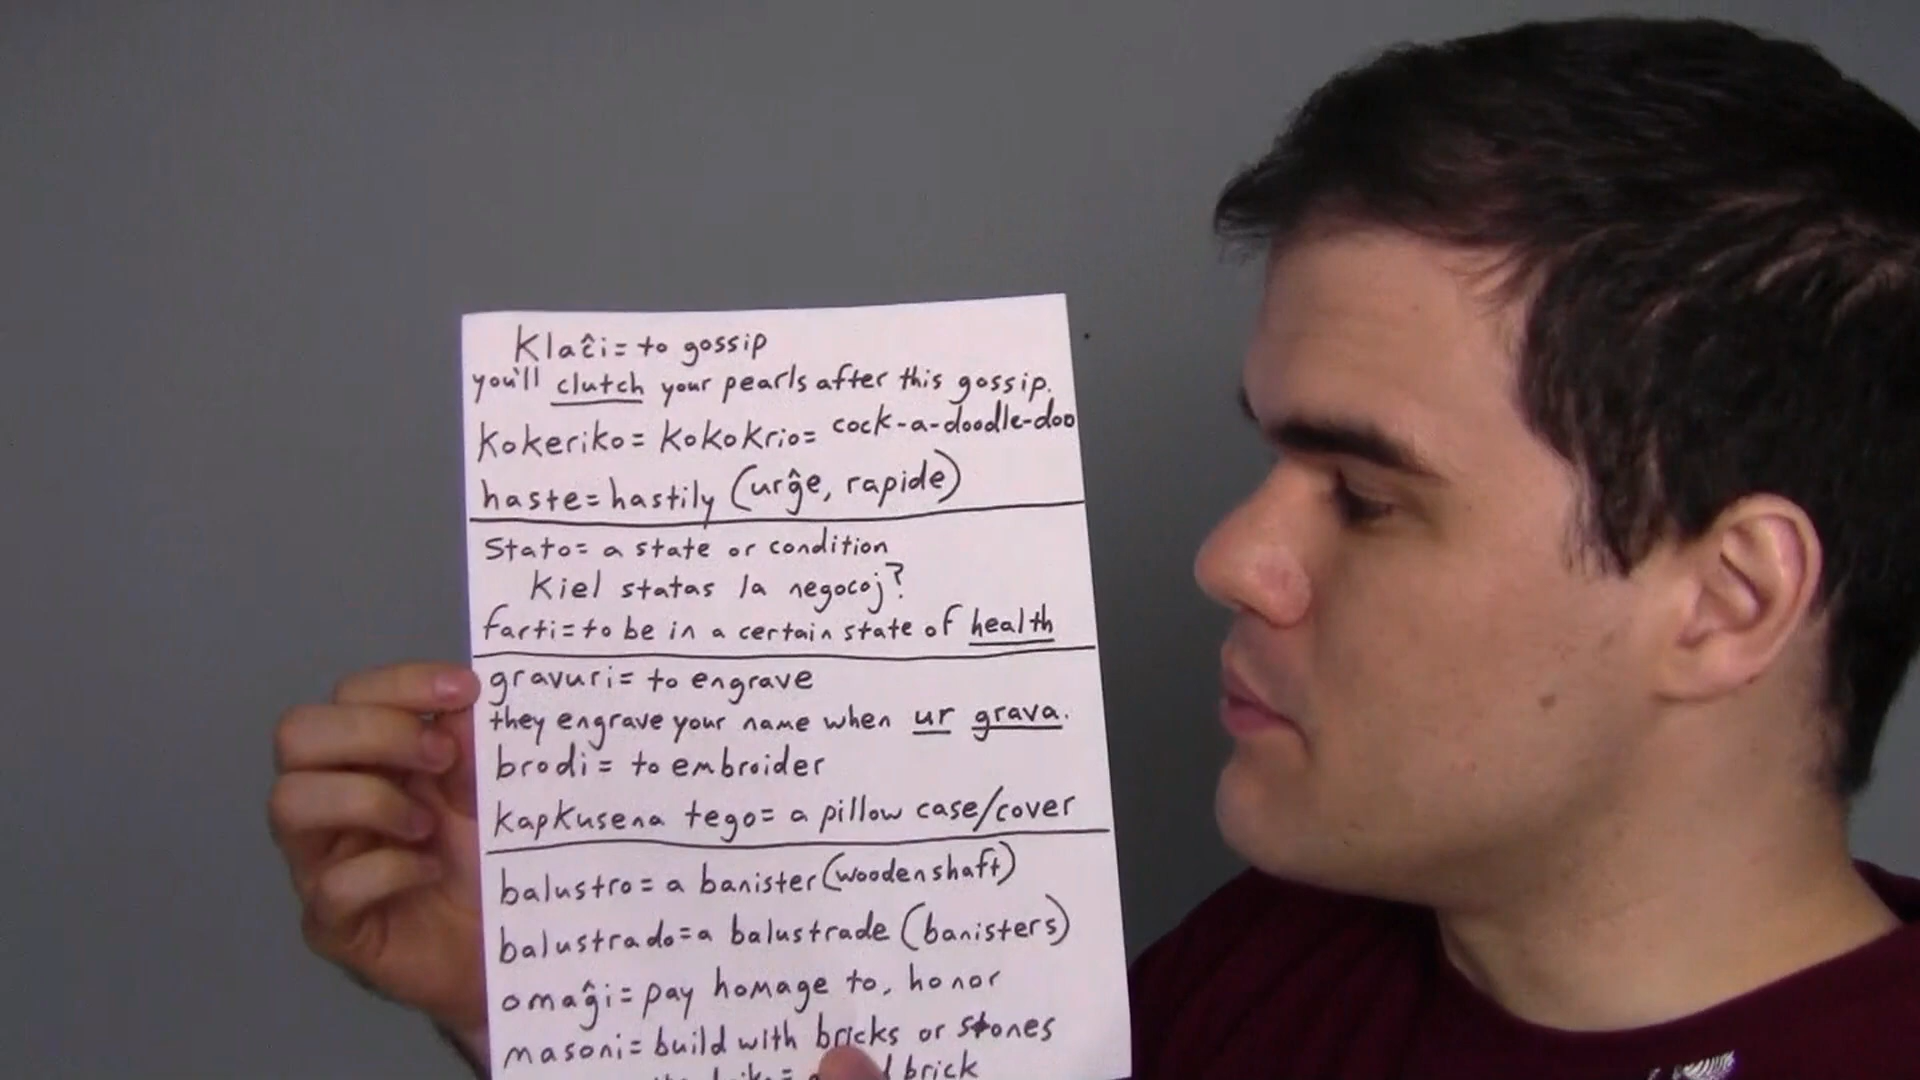 Klaĉi= to gossip
you'll clutch your pearls after this gossip.
Kokeriko= Kokokrio= cock-a-doodle-doo
haste= hastily (urĝe, rapide)
Stato= a state or condition
Kiel statas la negocoj?
farti= to be in a certain state of health
gravuri= to engrave
they engrave your name when ur grava.
brodi= to embroider
Kapkusena tego= a pillow case/cover
balustro= a banister (wooden shaft)
balustrado= a balustrade (banisters)
omaĝi= pay homage to, honor
masoni= build with bricks or stones
brick